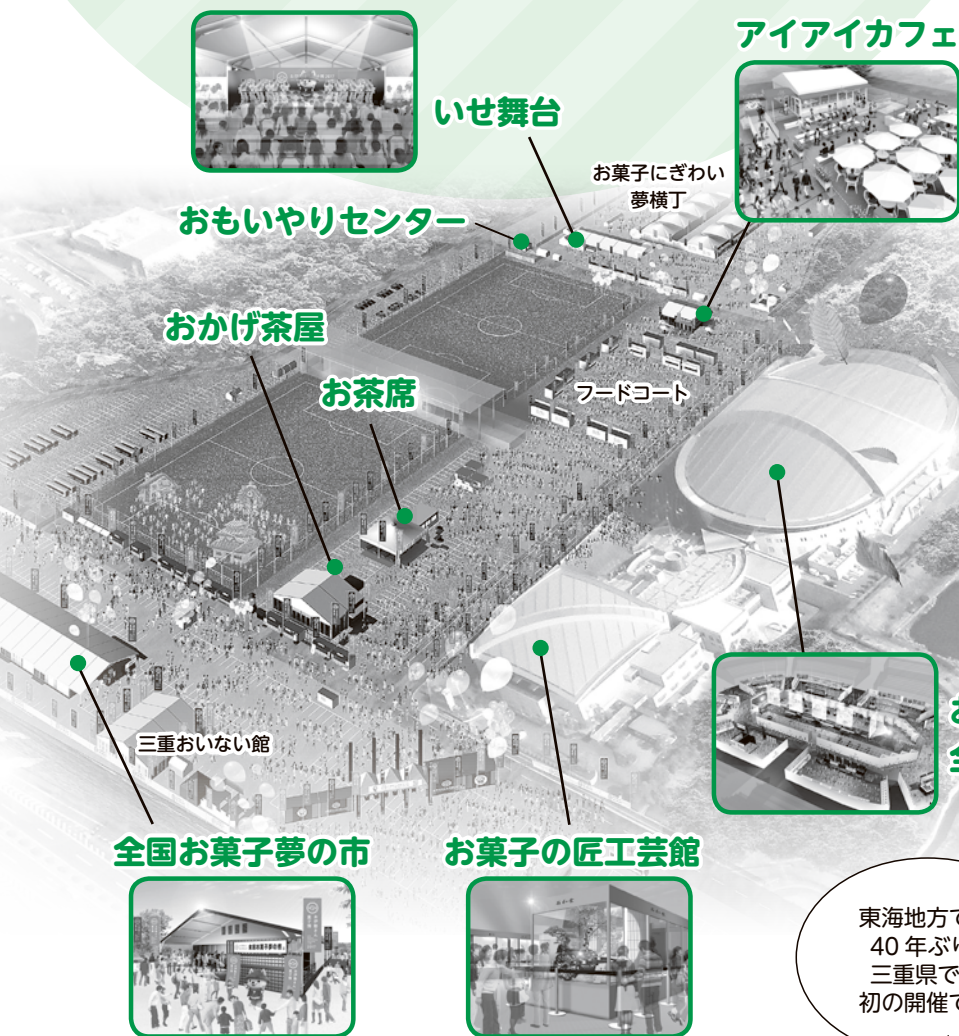 アイアイカフェ
いせ舞台
お菓子にぎわい
夢横丁
おもいやりセンター
おかげ茶屋
お茶席
フードコート
お
全
三重おいない館
全国お菓子夢の市
お菓子の匠工芸館
東海地方で
40年ぶり
三重県で
初の開催で